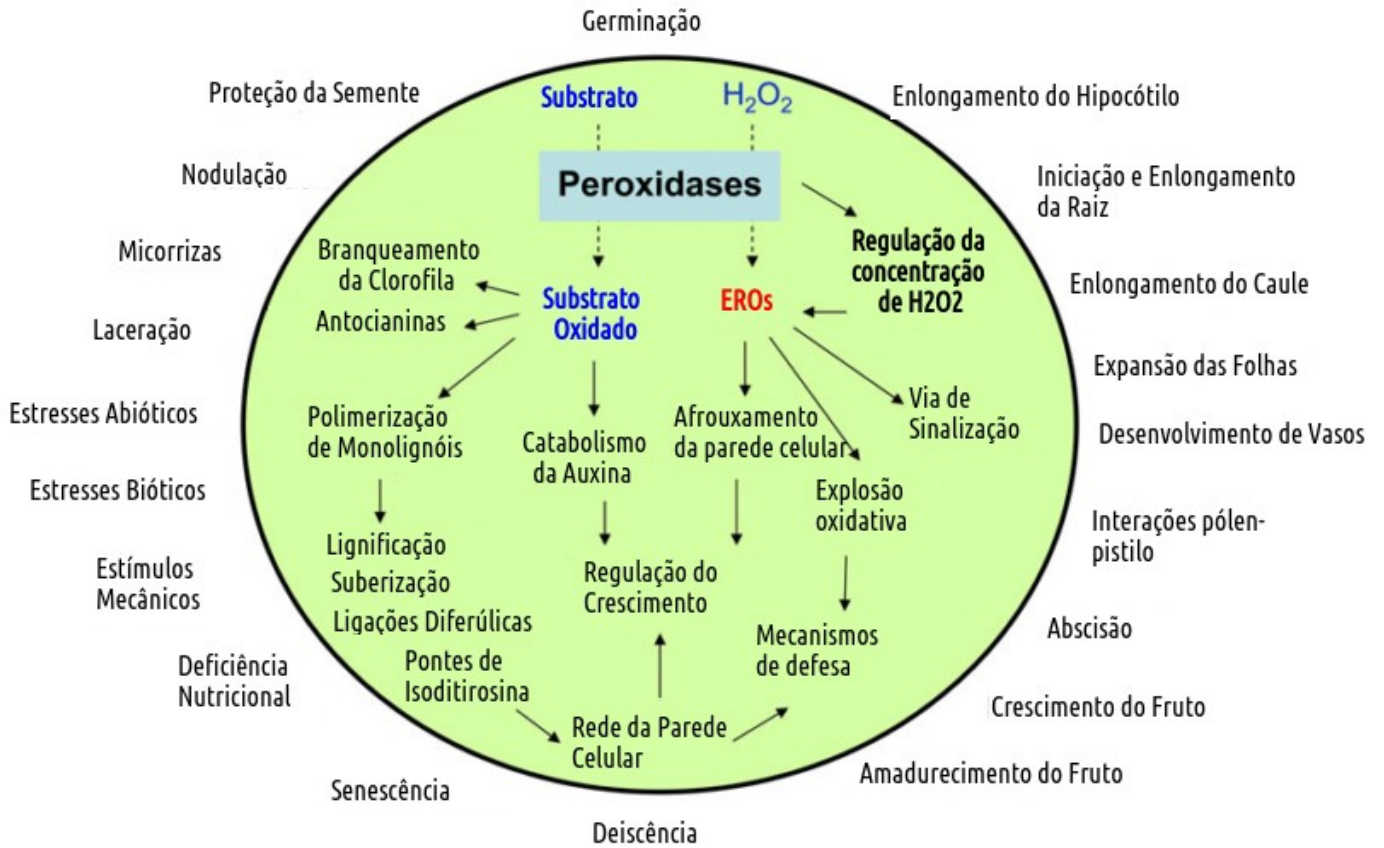 Germinação
Proteção da Semente
Substrato
H₂O₂
Enlongamento do Hipocótilo
Nodulação
Peroxidases
Iniciação e Enlongamento
da Raiz
Micorrizas
Branqueamento
da Clorofila
Regulação da
concentração
de H2O2
Enlongamento do Caule
Laceração
Antocianinas
Substrato
Oxidado
EROs
Expansão das Folhas
Estresses Abióticos
Polimerização
de Monolignóis
Catabolismo
da Auxina
Afrouxamento
da parede celular
Via de
Sinalização
Desenvolvimento de Vasos
Estresses Bióticos
Explosão
oxidativa
Interações pólen-
pistilo
Estímulos
Mecânicos
Lignificação
Suberização
Ligações Diferúlicas
Pontes de
Isoditirosina
Regulação do
Crescimento
Mecanismos
de defesa
Abscisão
Deficiência
Nutricional
Rede da Parede
Celular
Crescimento do Fruto
Amadurecimento do Fruto
Senescência
Deiscência